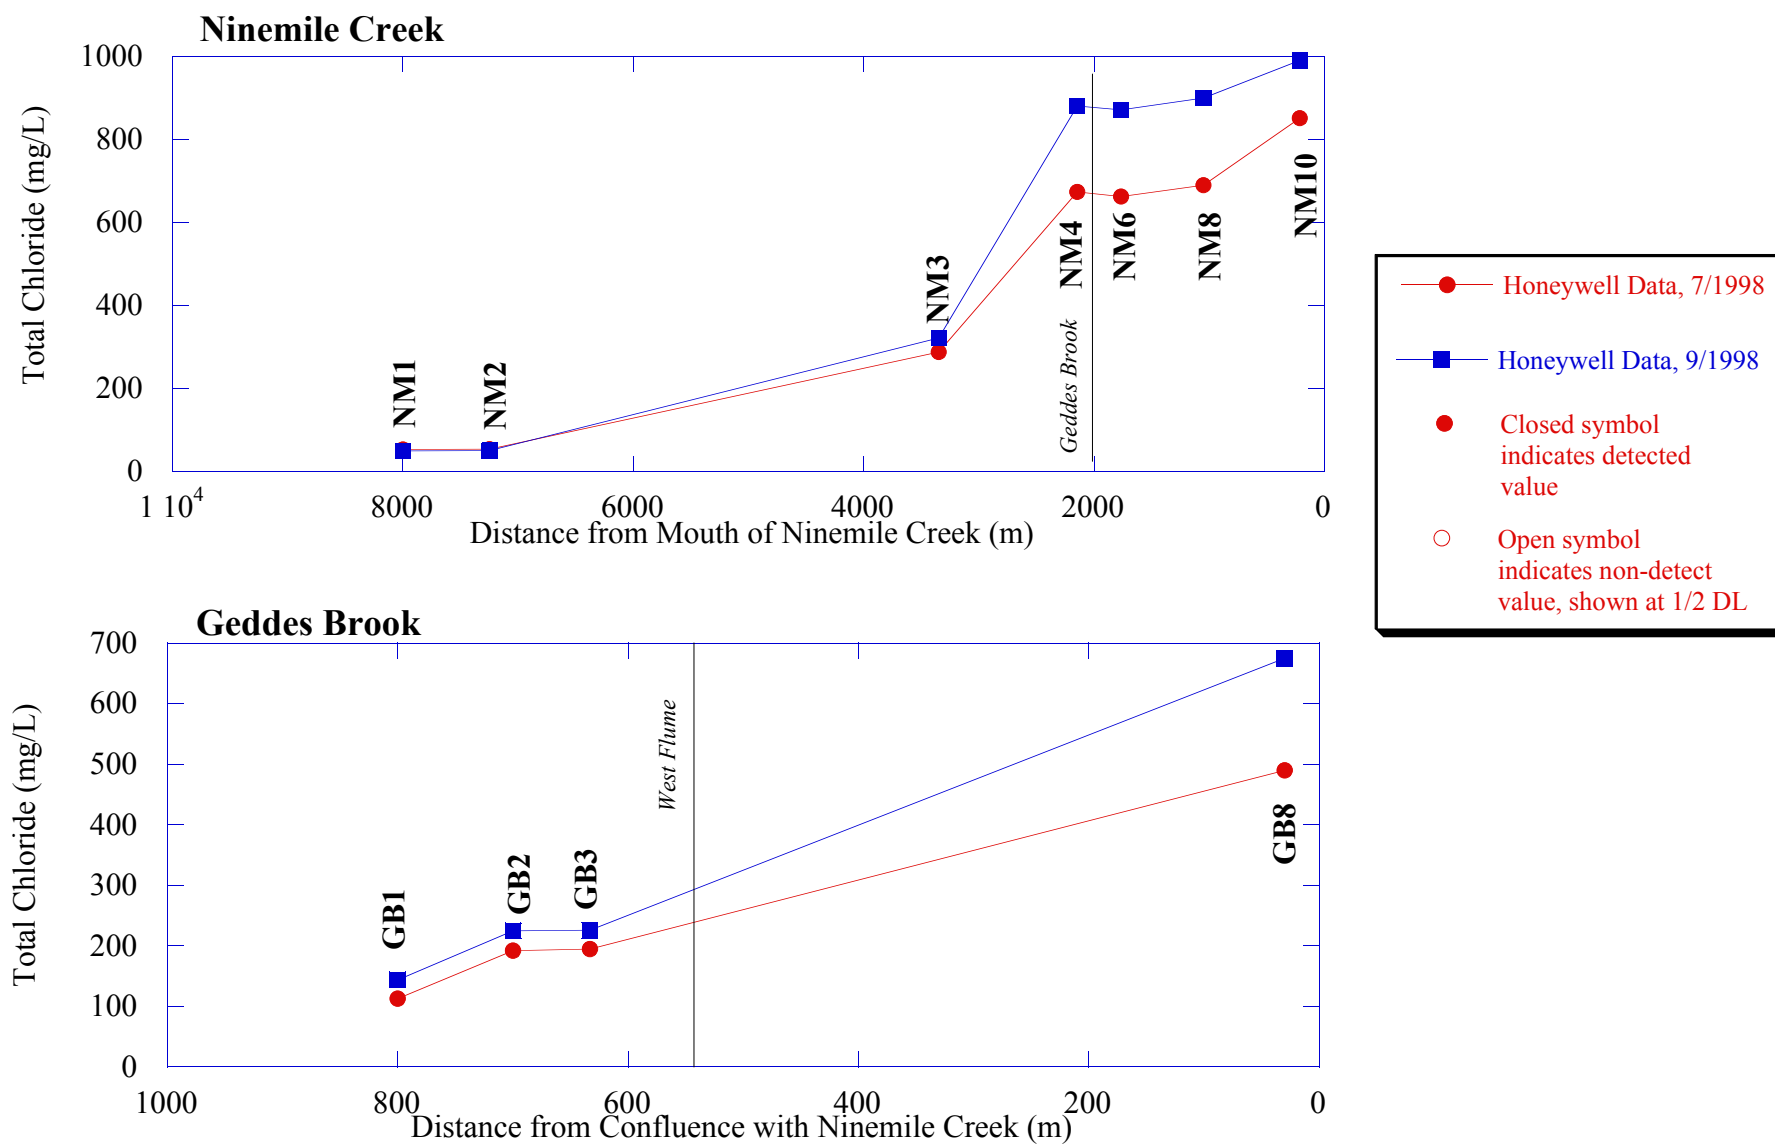 Ninemile Creek
Total Chloride (mg/L)
1000
800
600
400
200
0
NM1
NM2
NM3
NM4
Geddes Brook
NM6
NM8
NM10
1 10^4
8000
6000
4000
2000
0
Distance from Mouth of Ninemile Creek (m)
Honeywell Data, 7/1998
Honeywell Data, 9/1998
Closed symbol
indicates detected
value
Open symbol
indicates non-detect
value, shown at 1/2 DL
Geddes Brook
Total Chloride (mg/L)
700
600
500
400
300
200
100
0
GB1
GB2
GB3
West Flume
GB8
1000
800
600
400
200
0
Distance from Confluence with Ninemile Creek (m)